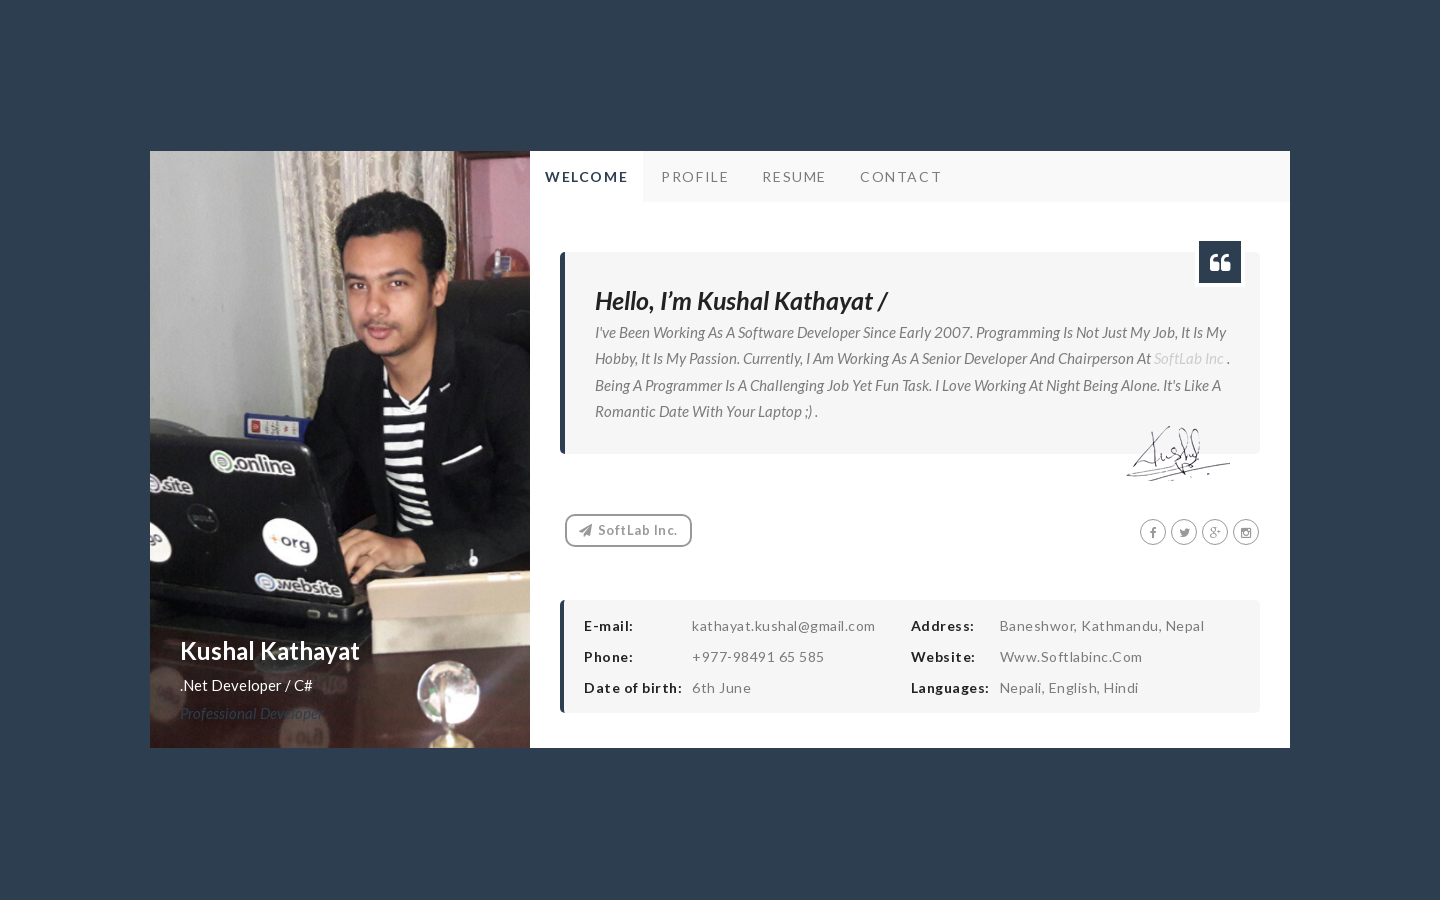 WELCOME PROFILE RESUME CONTACT
Hello, I’m Kushal Kathayat /
I've Been Working As A Software Developer Since Early 2007. Programming Is Not Just My Job, It Is My
Hobby, It Is My Passion. Currently, I Am Working As A Senior Developer And Chairperson At SoftLab Inc .
Being A Programmer Is A Challenging Job Yet Fun Task. I Love Working At Night Being Alone. It's Like A
Romantic Date With Your Laptop ;) .
Kushal
SoftLab Inc.
E-mail: kathayat.kushal@gmail.com Address: Baneshwor, Kathmandu, Nepal
Phone: +977-98491 65 585 Website: Www.Softlabinc.Com
Date of birth: 6th June Languages: Nepali, English, Hindi
.online
.site
DELL
.org
.website
Kushal Kathayat
.Net Developer / C#
Professional Developer